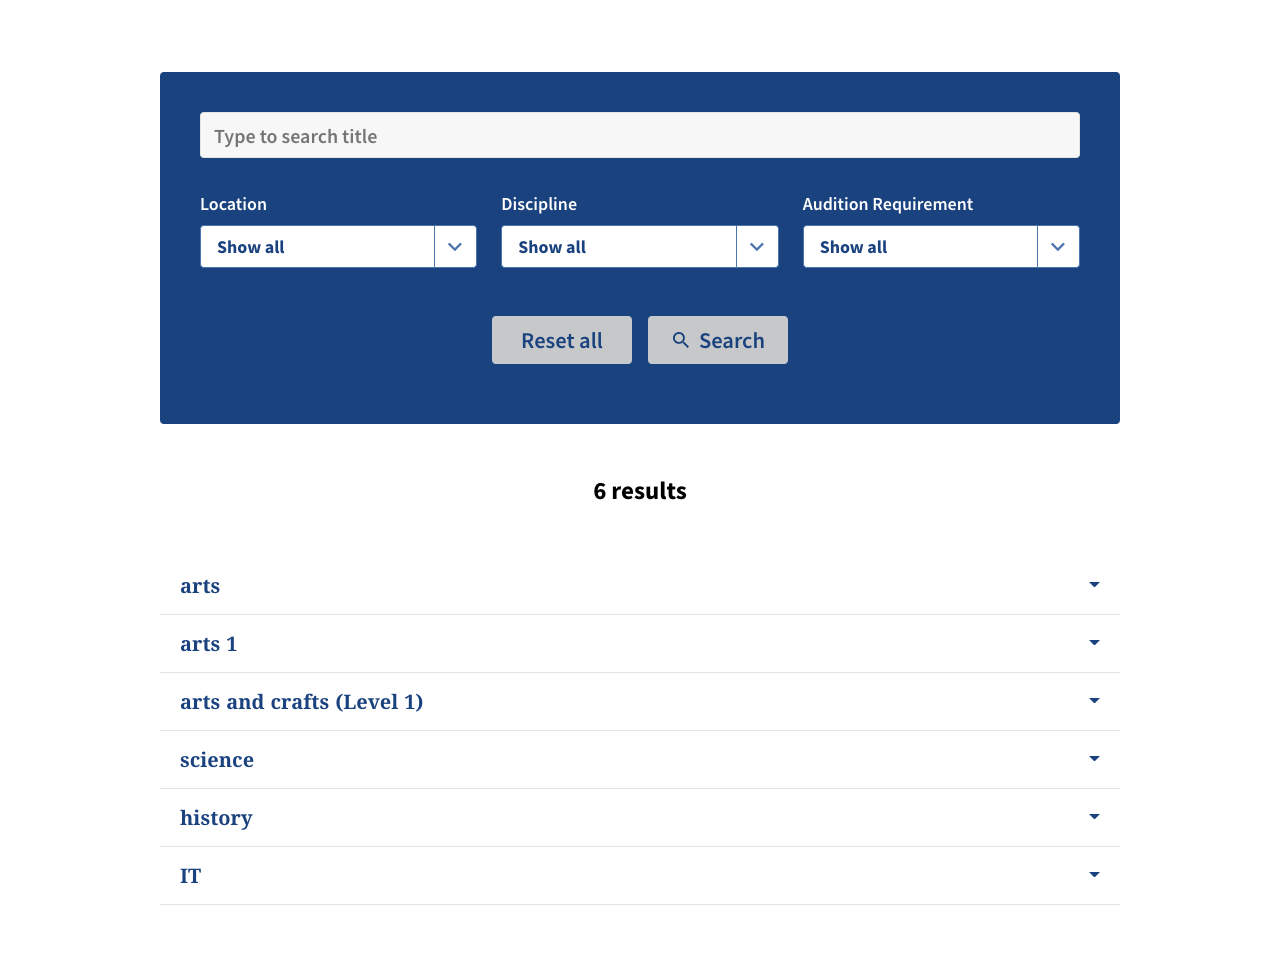 Type to search title
Location Discipline Audition Requirement
Show all Show all Show all
Reset all Search
6 results
arts
arts 1
arts and crafts (Level 1)
science
history
IT